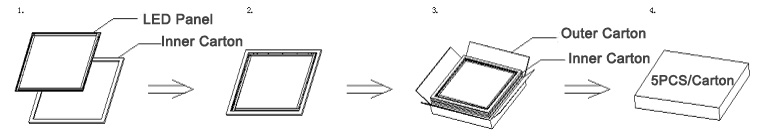 1.
LED Panel
Inner Carton
2.
3.
Outer Carton
Inner Carton
4.
5PCS/Carton